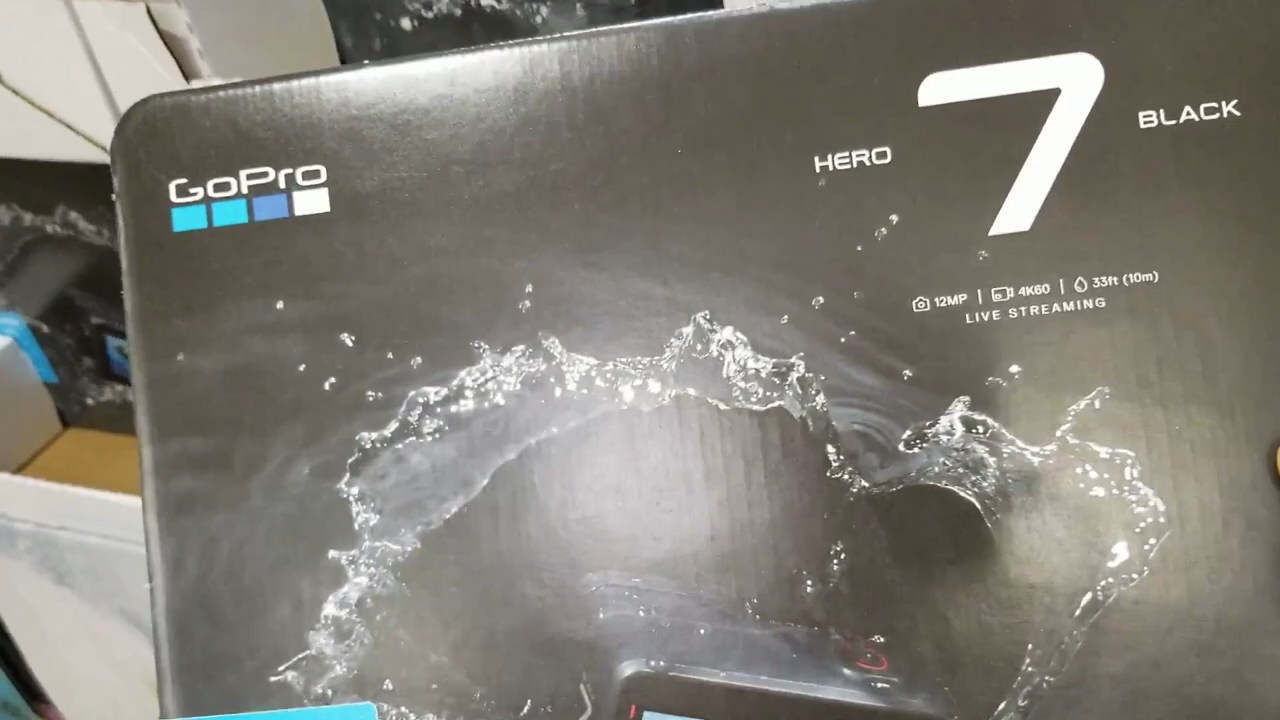 GoPro
HERO 7 BLACK
12MP | 4K60 | 33ft (10m)
LIVE STREAMING